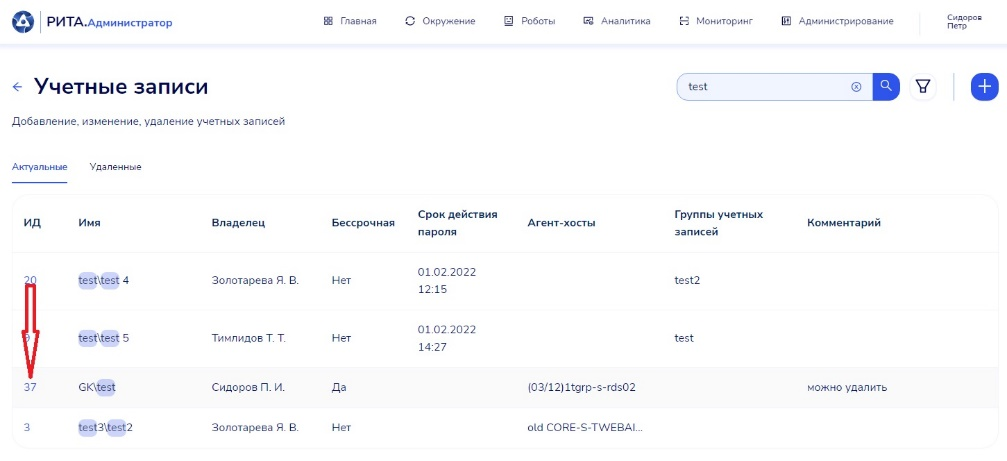 РИТА.Администратор
Главная
Окружение
Роботы
Аналитика
Мониторинг
Администрирование
Сидоров
Петр
Учетные записи
test
Добавление, изменение, удаление учетных записей
Актуальные
Удаленные
ИД
Имя
Владелец
Бессрочная
Срок действия
пароля
Агент-хосты
Группы учетных
записей
Комментарий
20
test\test 4
Золотарева Я. В.
Нет
01.02.2022
12:15
test2
test\test 5
Тимлидов Т. Т.
Нет
01.02.2022
14:27
test
37
GK\test
Сидоров П. И.
Да
(03/12)1tgrp-s-rds02
можно удалить
3
test3\test2
Золотарева Я. В.
Нет
old CORE-S-TWEBAI...